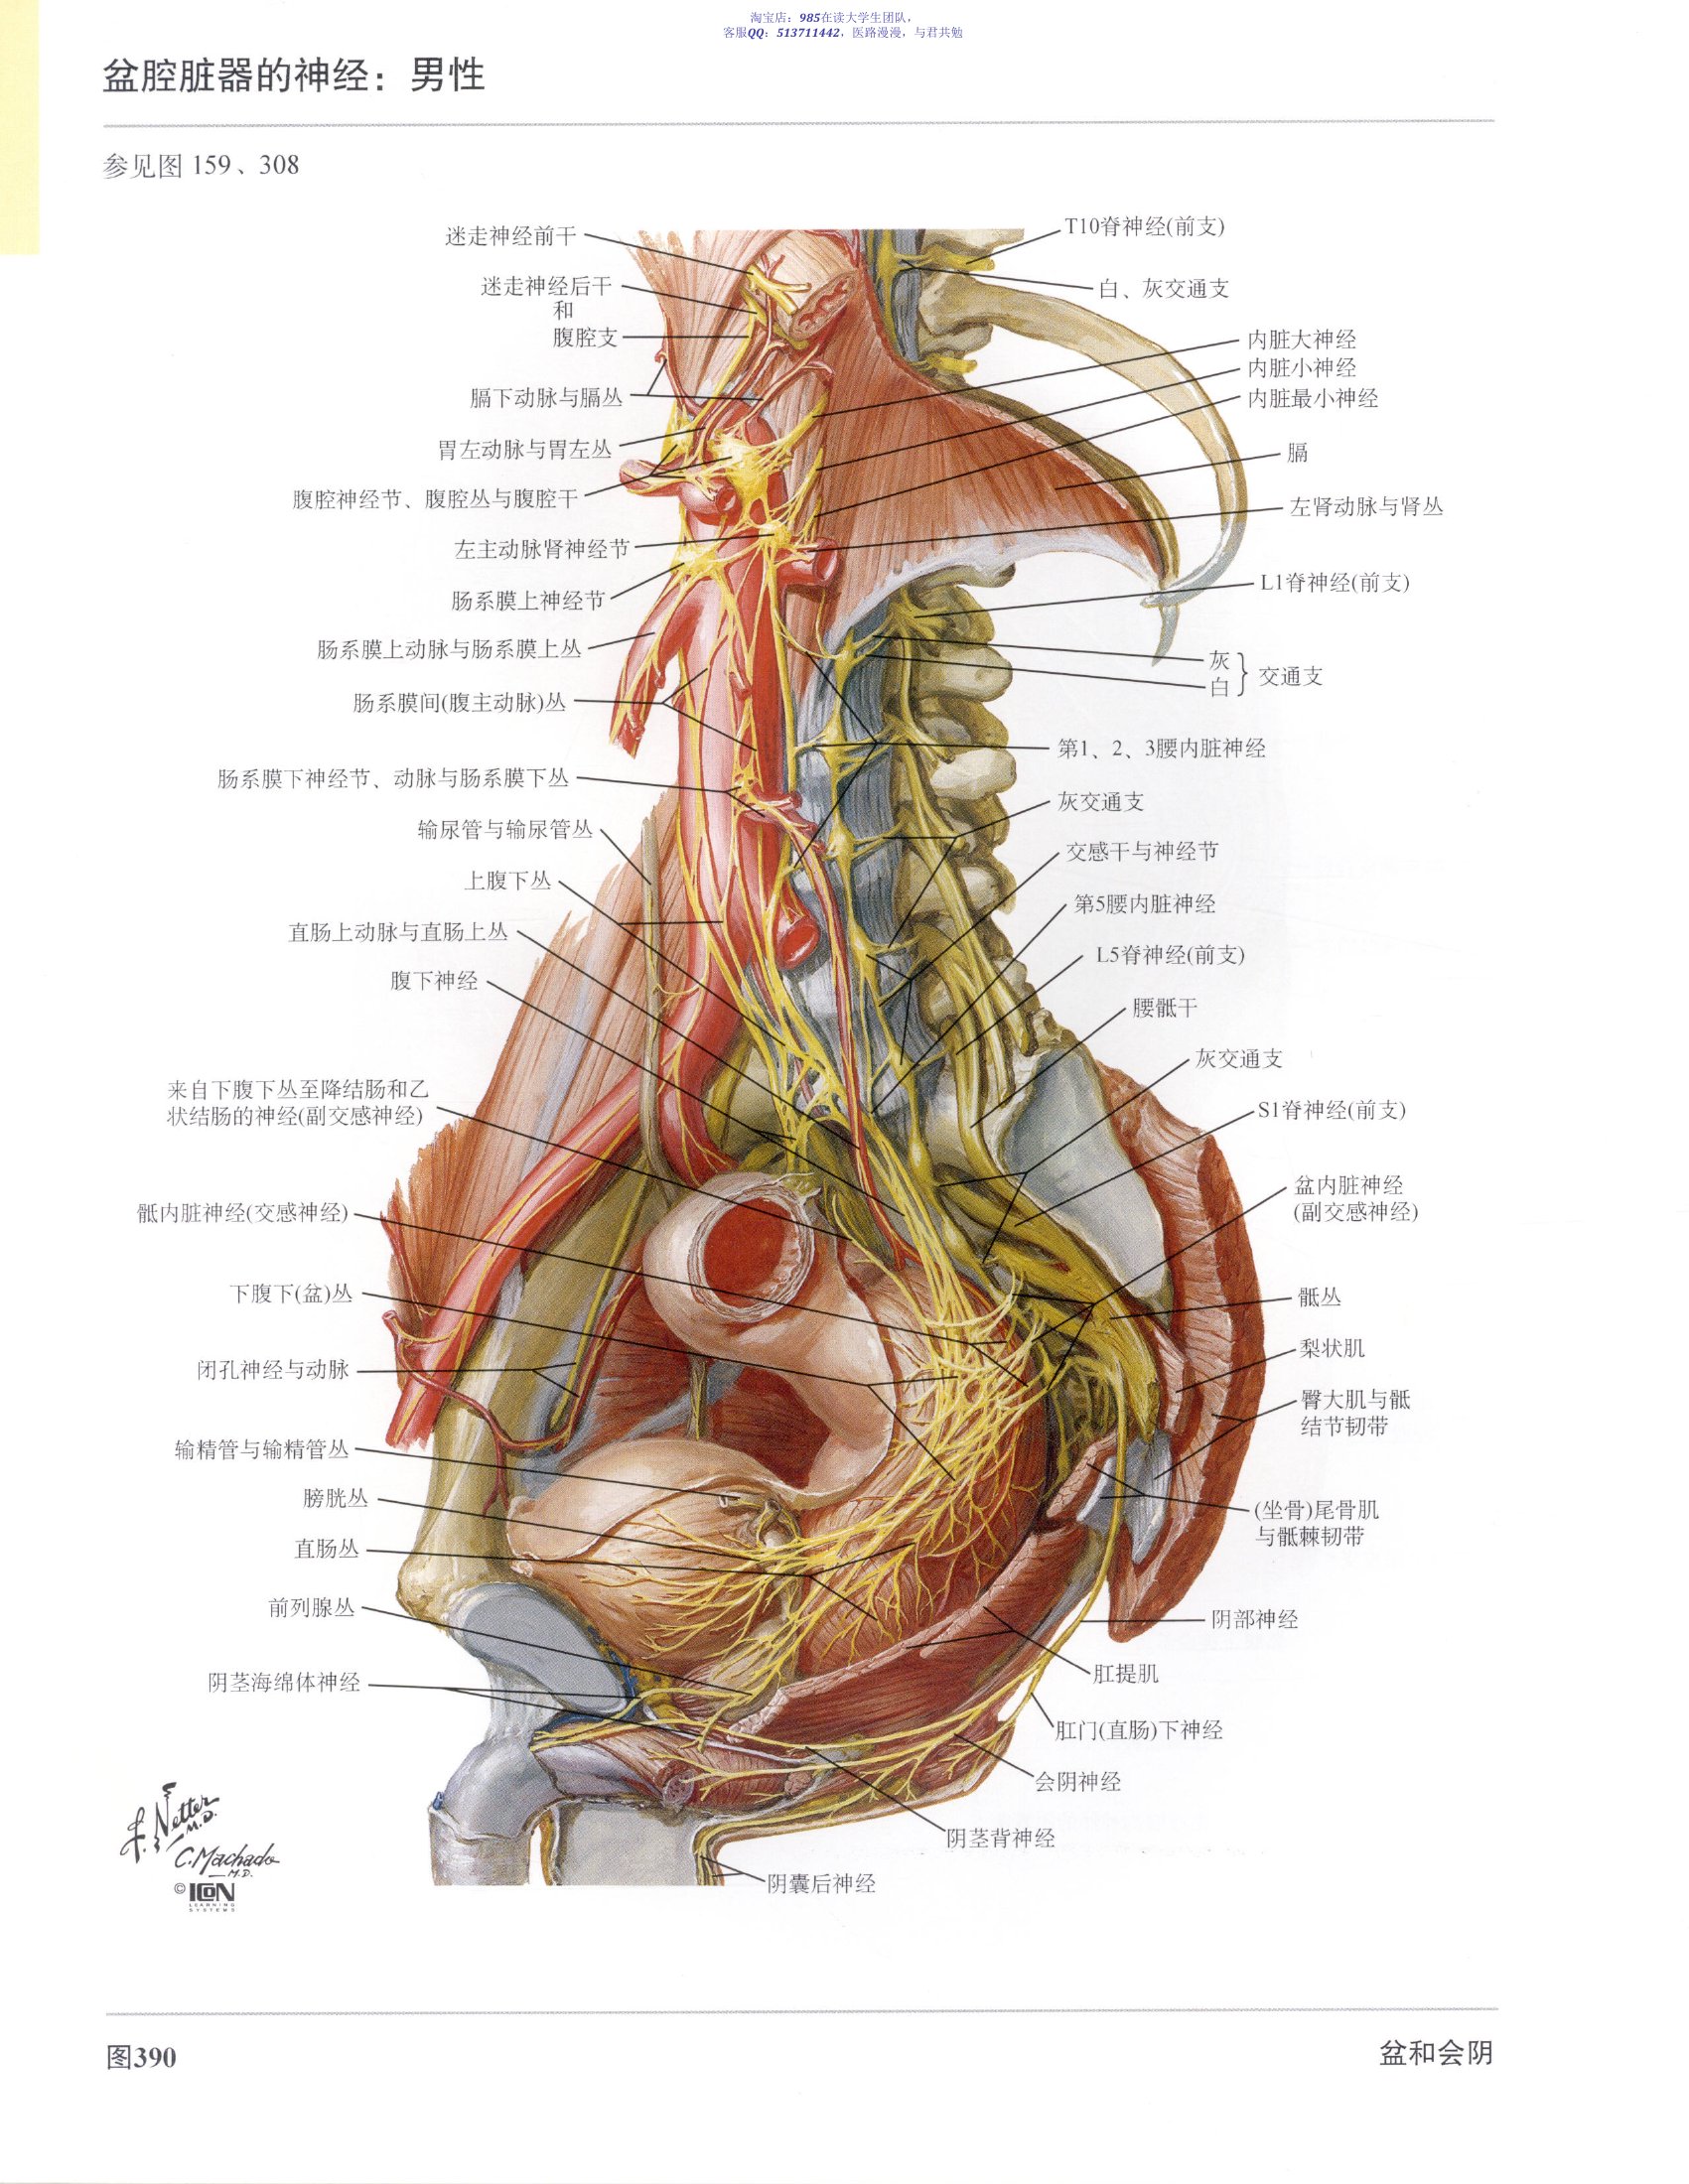 淘宝店：985在读大学生团队，
客服QQ：513711442，医路漫漫，与君共勉
盆腔脏器的神经：男性
参见图 159、308
迷走神经前干
迷走神经后干
和
腹腔支
膈下动脉与膈丛
胃左动脉与胃左丛
腹腔神经节、腹腔丛与腹腔干
左主动脉肾神经节
肠系膜上神经节
肠系膜上动脉与肠系膜上丛
肠系膜间(腹主动脉)丛
肠系膜下神经节、动脉与肠系膜下丛
输尿管与输尿管丛
上腹下丛
直肠上动脉与直肠上丛
腹下神经
来自下腹下丛至降结肠和乙
状结肠的神经(副交感神经)
骶内脏神经(交感神经)
下腹下(盆)丛
闭孔神经与动脉
输精管与输精管丛
膀胱丛
直肠丛
前列腺丛
阴茎海绵体神经
T10脊神经(前支)
白、灰交通支
内脏大神经
内脏小神经
内脏最小神经
膈
左肾动脉与肾丛
L1脊神经(前支)
灰
白
交通支
第1、2、3腰内脏神经
灰交通支
交感干与神经节
第5腰内脏神经
L5脊神经(前支)
腰骶干
灰交通支
S1脊神经(前支)
盆内脏神经
(副交感神经)
骶丛
梨状肌
臀大肌与骶
结节韧带
(坐骨)尾骨肌
与骶棘韧带
阴部神经
肛提肌
肛门(直肠)下神经
会阴神经
阴茎背神经
阴囊后神经
F. Netter
M.D.
C. Machado
M.D.
© ICON
LEARNING
SYSTEMS
图390
盆和会阴